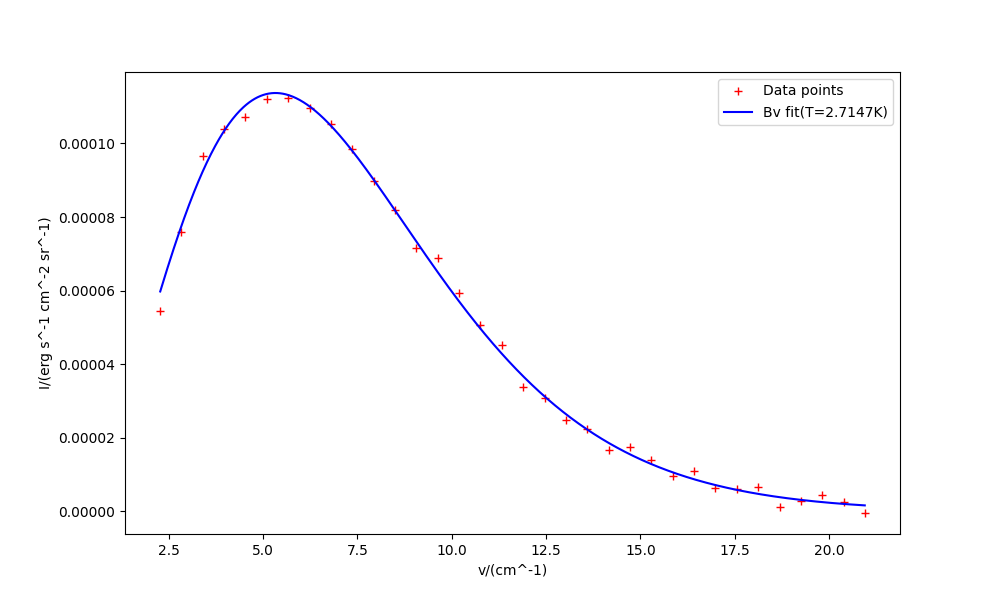 Data points
Bv fit(T=2.7147K)
0.00010
0.00008
0.00006
0.00004
0.00002
0.00000
I/(erg s^-1 cm^-2 sr^-1)
2.5 5.0 7.5 10.0 12.5 15.0 17.5 20.0
v/(cm^-1)